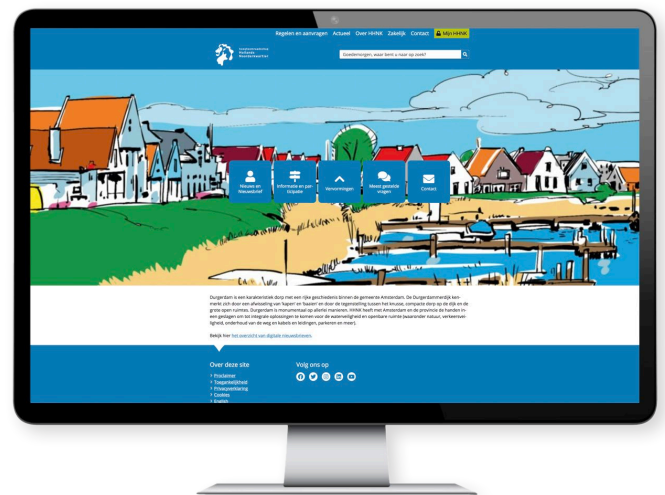 Regelen en aanvragen Actueel Over HHNK Zakelijk Contact Mijn HHNK
Hoogheemraadschap
Hollands
Noorderkwartier
Goedemorgen, waar bent u naar op zoek?
Nieuws en
Nieuwsbrief
Informatie en par-
ticipatie
Vernormingen
Meest gestelde
vragen
Contact
Durgerdam is een karakteristiek dorp met een rijke geschiedenis binnen de gemeente Amsterdam. De Durgerdammerdijk ken-
merkt zich door een afwisseling van 'kapen' en 'baaien' en door de tegenstelling tussen het knusse, compacte dorp op de dijk en de
grote open ruimtes. Durgerdam is monumentaal op allerlei manieren. HHNK heeft met Amsterdam en de provincie de handen in-
een geslagen om tot integrale oplossingen te komen voor de waterveiligheid en openbare ruimte (waaronder natuur, verkeersvei-
ligheid, onderhoud van de weg en kabels en leidingen, parkeren en meer).
Bekijk hier het overzicht van digitale nieuwsbrieven.
Over deze site
Volg ons op
> Proclaimer
> Toegankelijkheid
> Privacyverklaring
> Cookies
> English